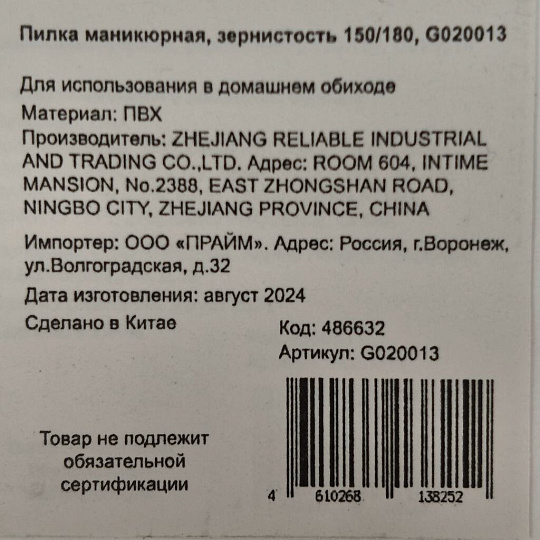 Пилка маникюрная, зернистость 150/180, G020013
Для использования в домашнем обиходе
Материал: ПВХ
Производитель: ZHEJIANG RELIABLE INDUSTRIAL
AND TRADING CO.,LTD. Адрес: ROOM 604, INTIME
MANSION, No.2388, EAST ZHONGSHAN ROAD,
NINGBO CITY, ZHEJIANG PROVINCE, CHINA
Импортер: ООО «ПРАЙМ». Адрес: Россия, г.Воронеж,
ул.Волгоградская, д.32
Дата изготовления: август 2024
Сделано в Китае
Код: 486632
Артикул: G020013
Товар не подлежит
обязательной
сертификации
4 610268 138252